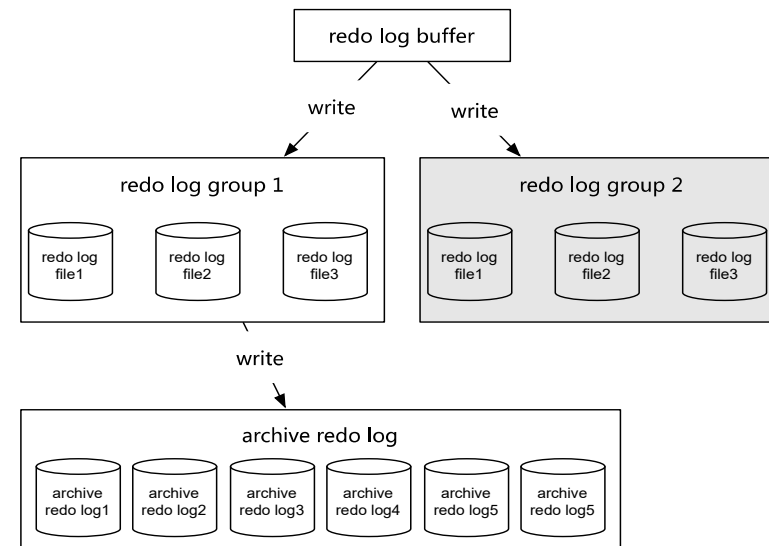 redo log buffer
write
write
redo log group 1
redo log group 2
redo log
file1
redo log
file2
redo log
file3
redo log
file1
redo log
file2
redo log
file3
write
archive redo log
archive
redo log1
archive
redo log2
archive
redo log3
archive
redo log4
archive
redo log5
archive
redo log5